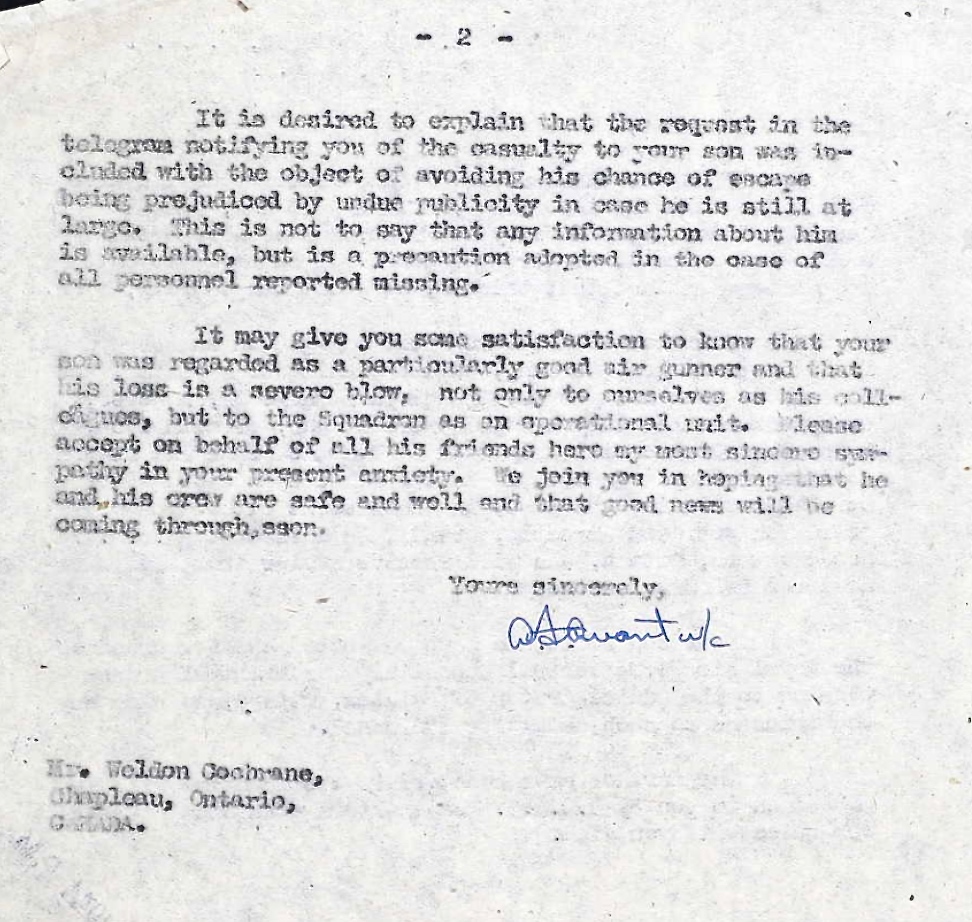 - 2 -
It is desired to explain that the request in the
telegram notifying you of the casualty to your son was in-
cluded with the object of avoiding his chance of escape
being prejudiced by undue publicity in case he is still at
large. This is not to say that any information about him
is available, but is a precaution adopted in the case of
all personnel reported missing.
It may give you some satisfaction to know that your
son was regarded as a particularly good air gunner and that
his loss is a severe blow, not only to ourselves as his coll-
eagues, but to the Squadron as an operational unit. Please
accept on behalf of all his friends here my most sincere sym-
pathy in your present anxiety. We join you in hoping that he
and his crew are safe and well and that good news will be
coming through, soon.
Yours sincerely,
w/c
Mr. Weldon Cochrane,
Chapleau, Ontario,
CANADA.